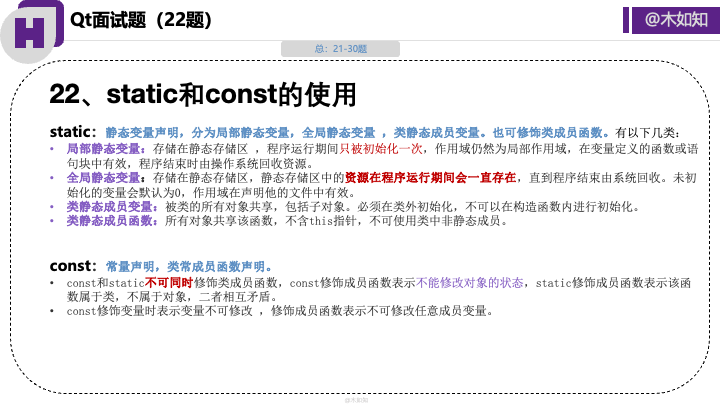 H
Qt面试题（22题）
@木如知
总：21-30题
22、static和const的使用
static：静态变量声明，分为局部静态变量，全局静态变量 ，类静态成员变量。也可修饰类成员函数。有以下几类：
• 局部静态变量：存储在静态存储区 ，程序运行期间只被初始化一次，作用域仍然为局部作用域，在变量定义的函数或语
句块中有效，程序结束时由操作系统回收资源。
• 全局静态变量：存储在静态存储区，静态存储区中的资源在程序运行期间会一直存在，直到程序结束由系统回收。未初
始化的变量会默认为0，作用域在声明他的文件中有效。
• 类静态成员变量：被类的所有对象共享，包括子对象。必须在类外初始化，不可以在构造函数内进行初始化。
• 类静态成员函数：所有对象共享该函数，不含this指针，不可使用类中非静态成员。
const：常量声明，类常成员函数声明。
• const和static不可同时修饰类成员函数，const修饰成员函数表示不能修改对象的状态，static修饰成员函数表示该函
数属于类，不属于对象，二者相互矛盾。
• const修饰变量时表示变量不可修改 ，修饰成员函数表示不可修改任意成员变量。
@木如知